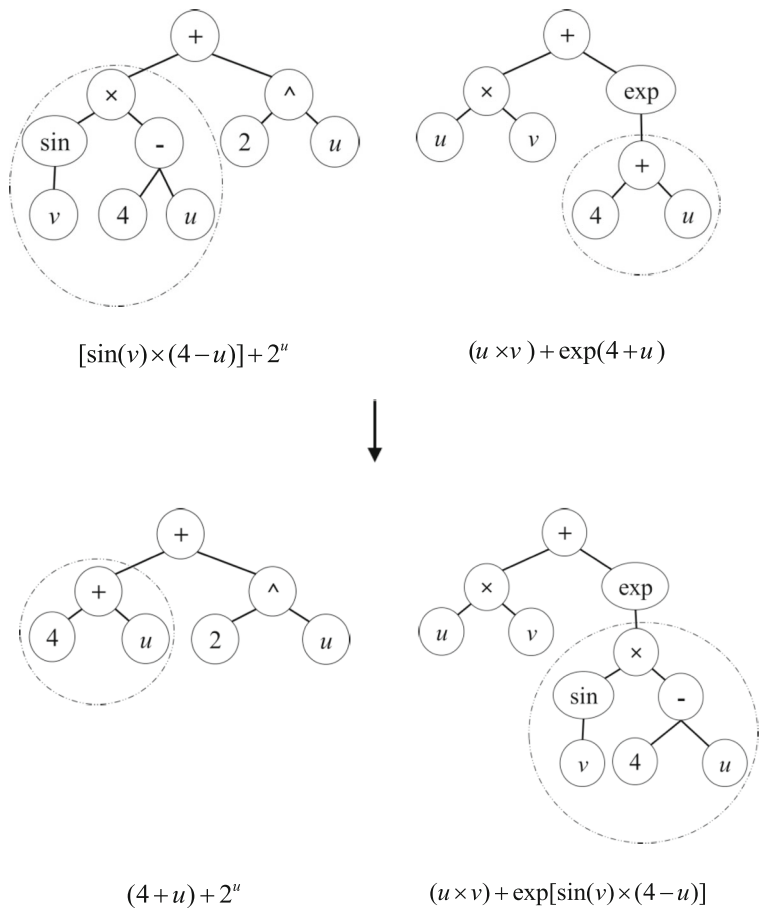 + +
× ^ × exp
sin - 2 u u v +
v 4 u 4 u
[sin(v)×(4−u)]+2^u (u×v)+exp(4+u)
+ +
+ ^ × exp
4 u 2 u u v ×
sin -
v 4 u
(4+u)+2^u (u×v)+exp[sin(v)×(4−u)]